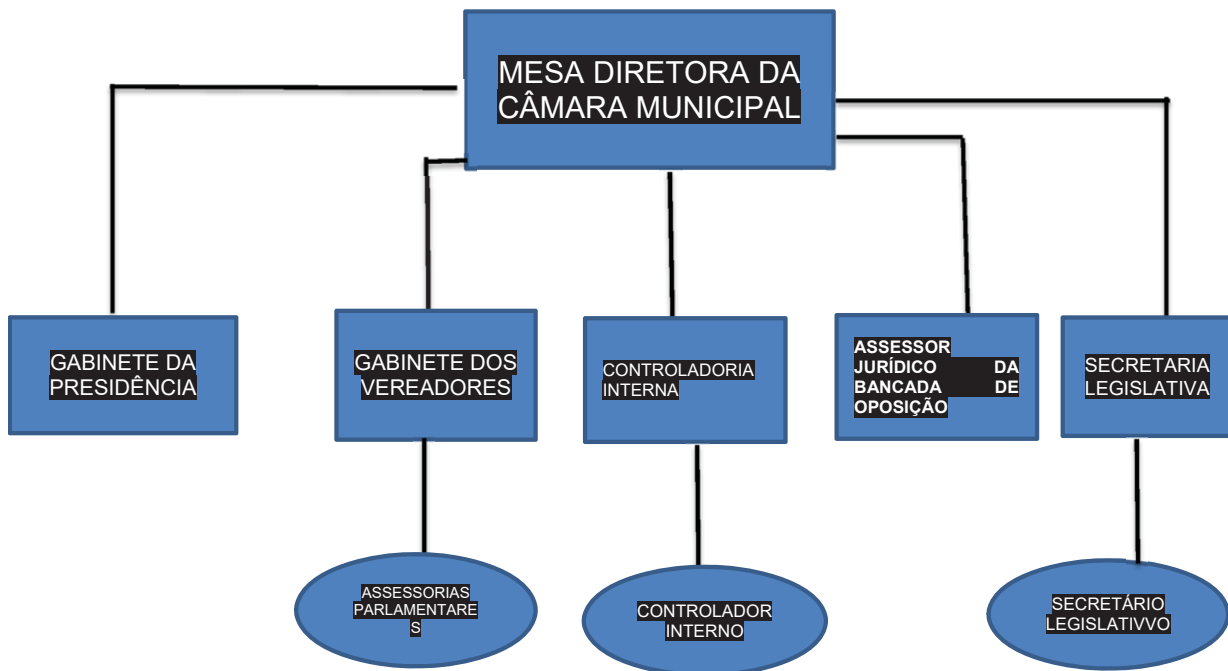 MESA DIRETORA DA
CÂMARA MUNICIPAL
GABINETE DA
PRESIDÊNCIA
GABINETE DOS
VEREADORES
CONTROLADORIA
INTERNA
ASSESSOR
JURÍDICO DA
BANCADA DE
OPOSIÇÃO
SECRETARIA
LEGISLATIVA
ASSESSORIAS
PARLAMENTARE
S
CONTROLADOR
INTERNO
SECRETÁRIO
LEGISLATIVVO